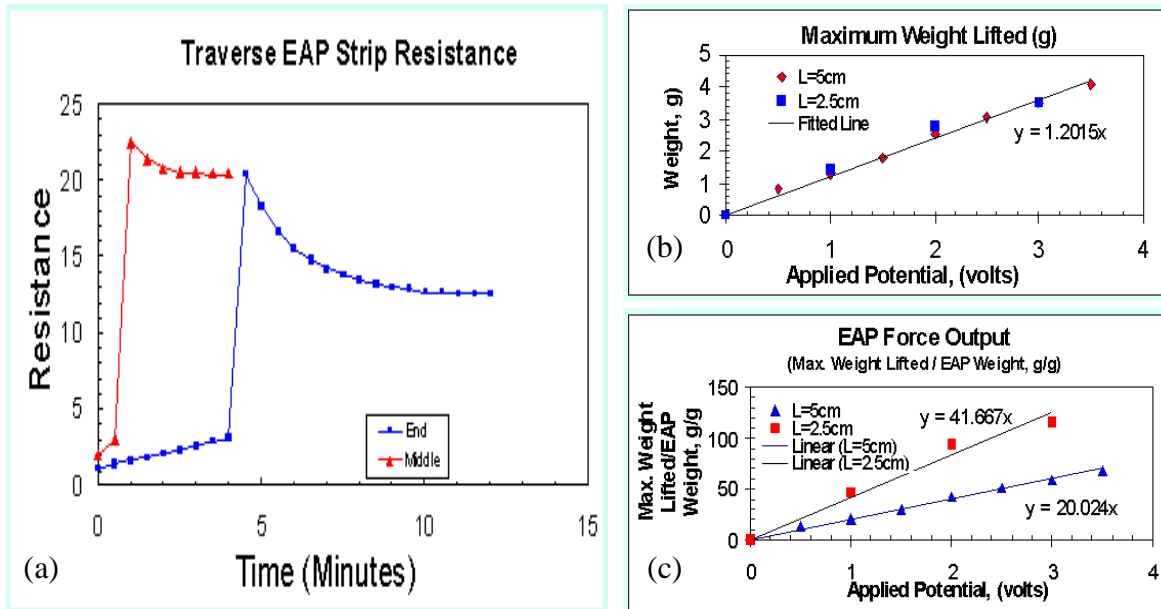 Traverse EAP Strip Resistance
Resistance
25
20
15
10
5
0
0
5
10
15
End
Middle
Time (Minutes)
(a)
Maximum Weight Lifted (g)
Weight, g)
5
4
3
2
1
0
L=5cm
L=2.5cm
Fitted Line
y = 1.2015x
0
1
2
3
4
Applied Potential, (volts)
(b)
EAP Force Output
(Max. Weight Lifted / EAP Weight, g/g)
Max. Weight
Lifted/EAP
Weight, g/g
150
100
50
0
L=5cm
L=2.5cm
Linear (L=5cm)
Linear (L=2.5cm)
y = 41.667x
y = 20.024x
0
1
2
3
4
Applied Potential, (volts)
(c)